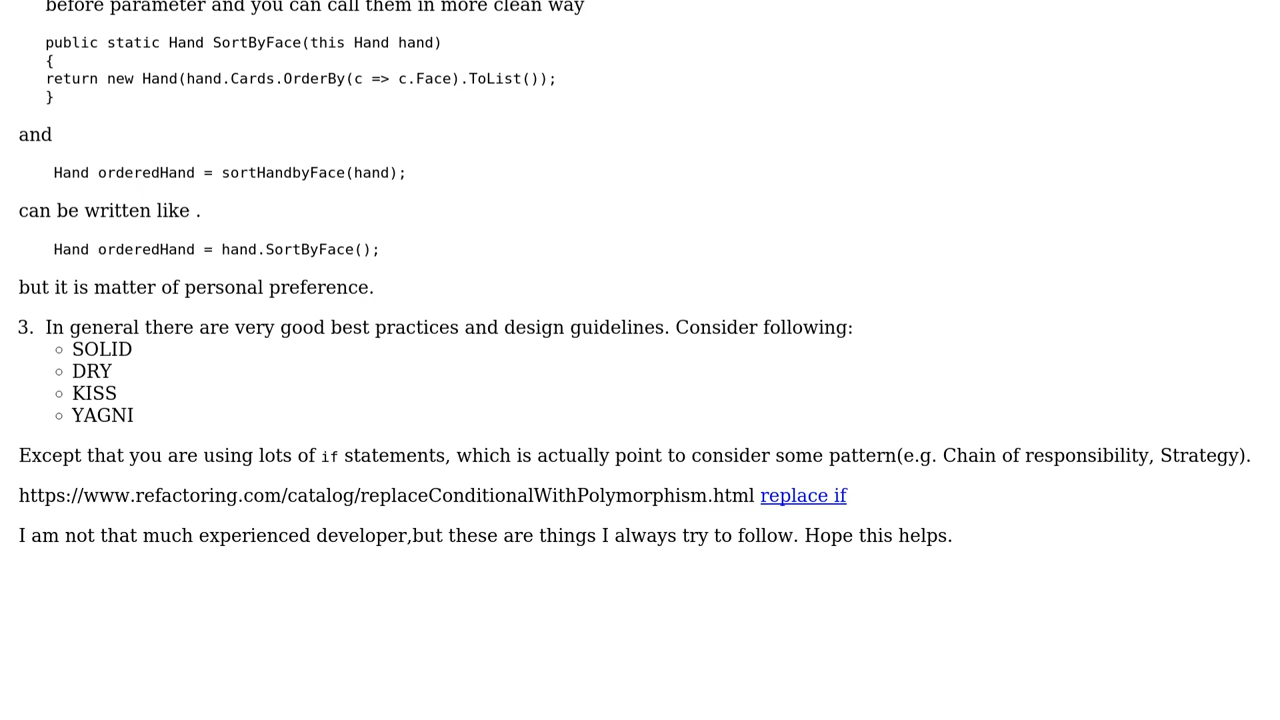 before parameter and you can call them in more clean way
public static Hand SortByFace(this Hand hand)
{
return new Hand(hand.Cards.OrderBy(c => c.Face).ToList());
}
and
Hand orderedHand = sortHandbyFace(hand);
can be written like .
Hand orderedHand = hand.SortByFace();
but it is matter of personal preference.
3. In general there are very good best practices and design guidelines. Consider following:
◦ SOLID
◦ DRY
◦ KISS
◦ YAGNI
Except that you are using lots of if statements, which is actually point to consider some pattern(e.g. Chain of responsibility, Strategy).
https://www.refactoring.com/catalog/replaceConditionalWithPolymorphism.html replace if
I am not that much experienced developer,but these are things I always try to follow. Hope this helps.